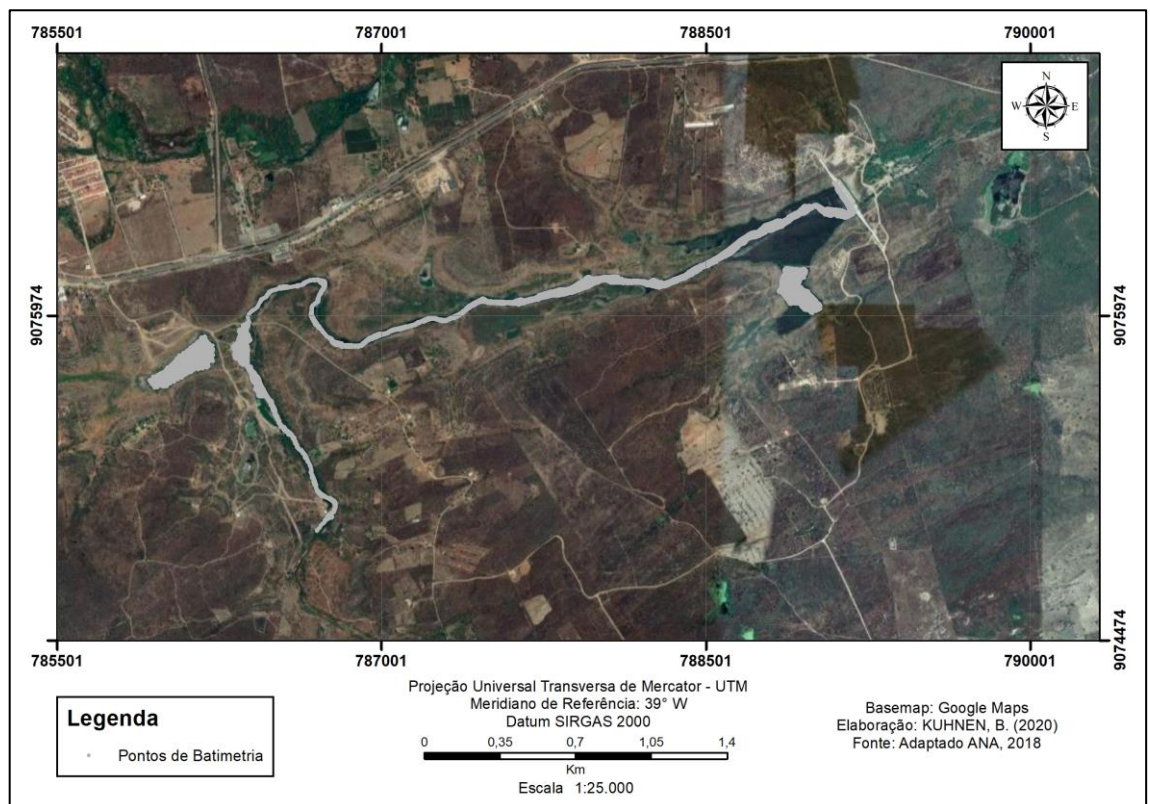 785501 787001 788501 790001
N
W E
S
9075974 9075974
9074474
785501 787001 788501 790001
Legenda
Pontos de Batimetria
Projeção Universal Transversa de Mercator - UTM
Meridiano de Referência: 39° W
Datum SIRGAS 2000
0 0,35 0,7 1,05 1,4
Km
Escala 1:25.000
Basemap: Google Maps
Elaboração: KUHNEN, B. (2020)
Fonte: Adaptado ANA, 2018